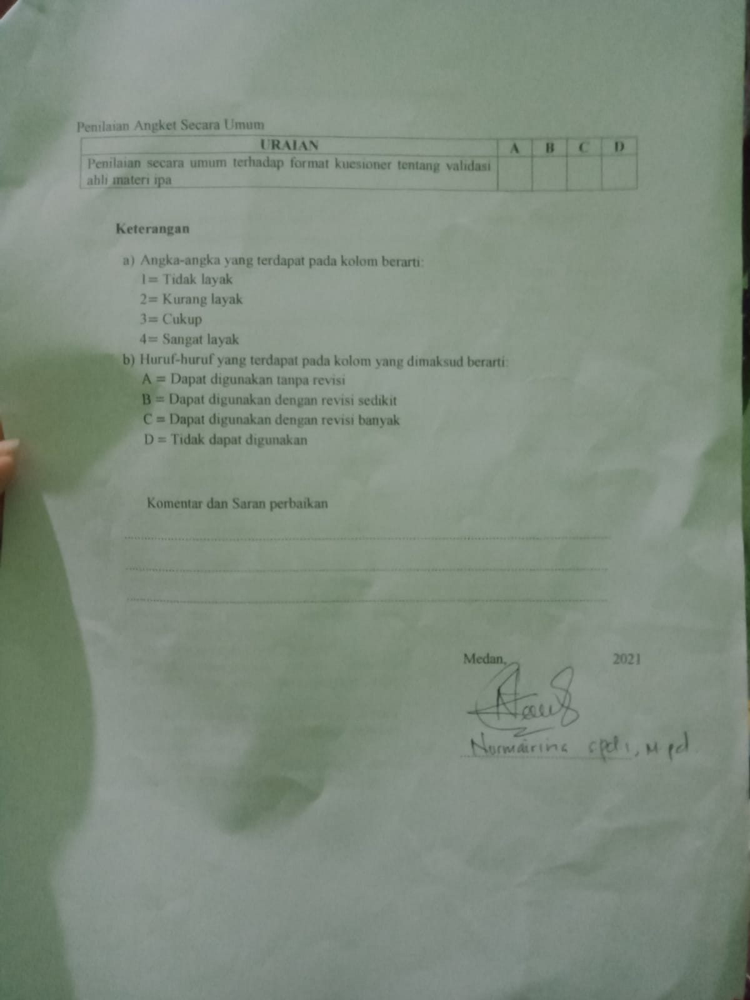 Penilaian Angket Secara Umum
URAIAN A B C D
Penilaian secara umum terhadap format kuesioner tentang validasi
ahli materi ipa
Keterangan
a) Angka-angka yang terdapat pada kolom berarti:
1= Tidak layak
2= Kurang layak
3= Cukup
4= Sangat layak
b) Huruf-huruf yang terdapat pada kolom yang dimaksud berarti:
A = Dapat digunakan tanpa revisi
B = Dapat digunakan dengan revisi sedikit
C = Dapat digunakan dengan revisi banyak
D = Tidak dapat digunakan
Komentar dan Saran perbaikan
Medan, 2021
Nurmairina Spdi, M pd